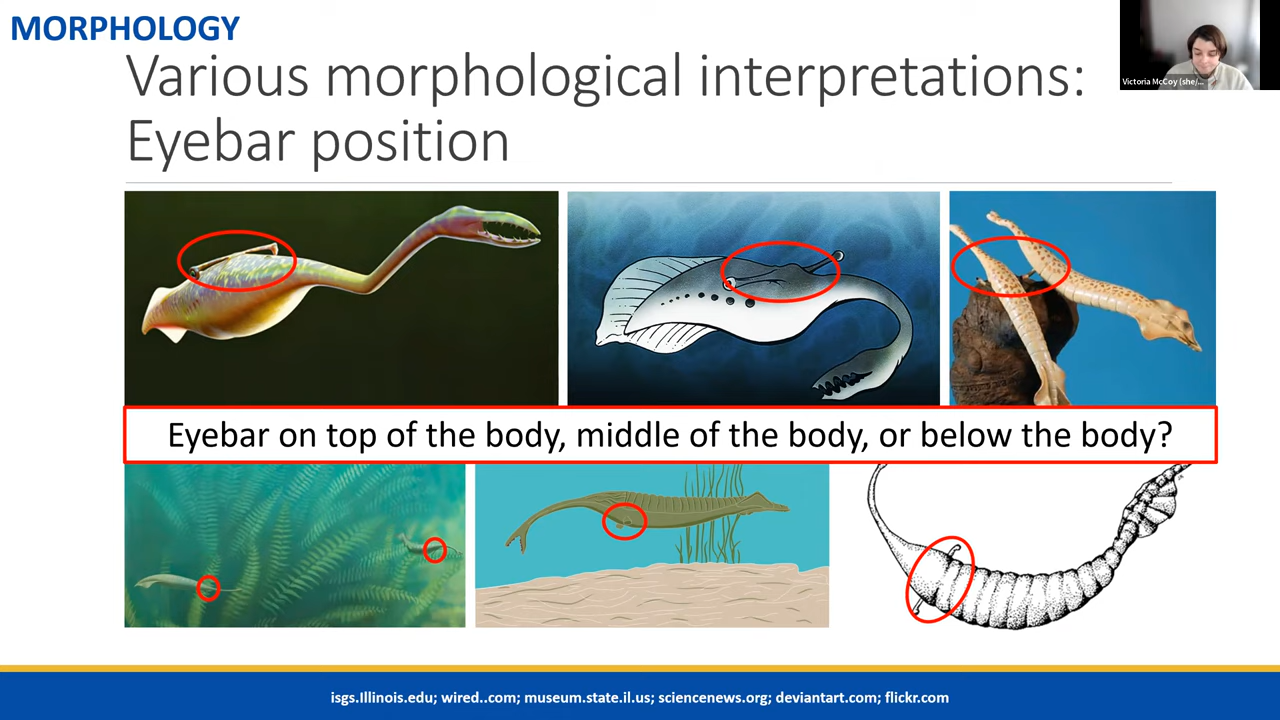 MORPHOLOGY
Various morphological interpretations:
Eyebar position
Victoria McCoy (she/...
Eyebar on top of the body, middle of the body, or below the body?
isgs.Illinois.edu; wired..com; museum.state.il.us; sciencenews.org; deviantart.com; flickr.com